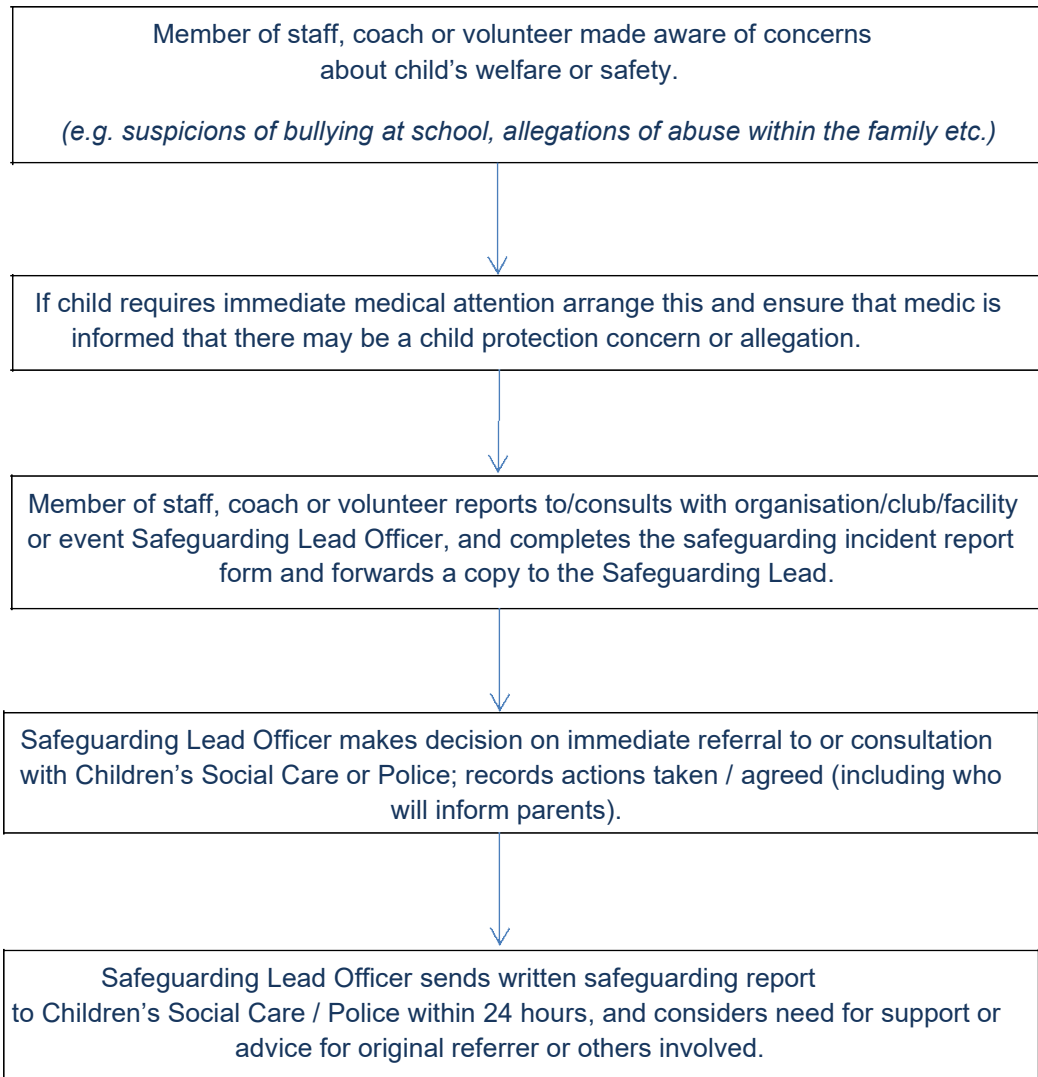 Member of staff, coach or volunteer made aware of concerns
about child’s welfare or safety.
(e.g. suspicions of bullying at school, allegations of abuse within the family etc.)
If child requires immediate medical attention arrange this and ensure that medic is
informed that there may be a child protection concern or allegation.
Member of staff, coach or volunteer reports to/consults with organisation/club/facility
or event Safeguarding Lead Officer, and completes the safeguarding incident report
form and forwards a copy to the Safeguarding Lead.
Safeguarding Lead Officer makes decision on immediate referral to or consultation
with Children’s Social Care or Police; records actions taken / agreed (including who
will inform parents).
Safeguarding Lead Officer sends written safeguarding report
to Children’s Social Care / Police within 24 hours, and considers need for support or
advice for original referrer or others involved.